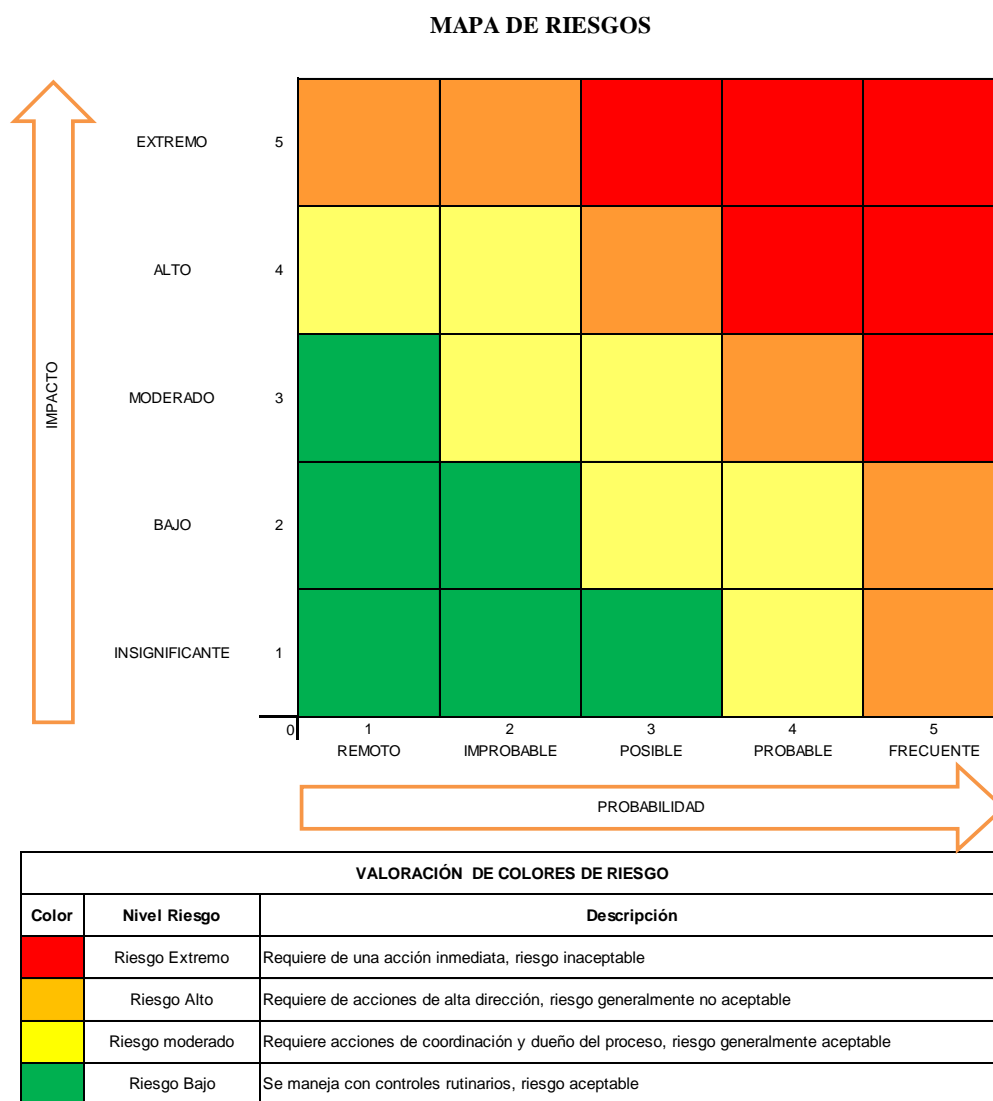 MAPA DE RIESGOS
EXTREMO 5
ALTO 4
IMPACTO
MODERADO 3
BAJO 2
INSIGNIFICANTE 1
0 1 2 3 4 5
REMOTO IMPROBABLE POSIBLE PROBABLE FRECUENTE
PROBABILIDAD
VALORACIÓN DE COLORES DE RIESGO
Color Nivel Riesgo Descripción
Riesgo Extremo Requiere de una acción inmediata, riesgo inaceptable
Riesgo Alto Requiere de acciones de alta dirección, riesgo generalmente no aceptable
Riesgo moderado Requiere acciones de coordinación y dueño del proceso, riesgo generalmente aceptable
Riesgo Bajo Se maneja con controles rutinarios, riesgo aceptable